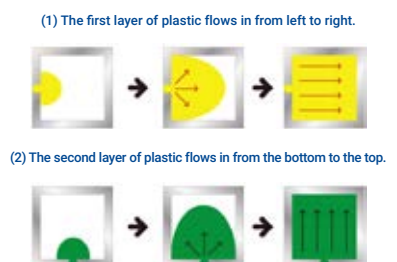 (1) The first layer of plastic flows in from left to right.
(2) The second layer of plastic flows in from the bottom to the top.